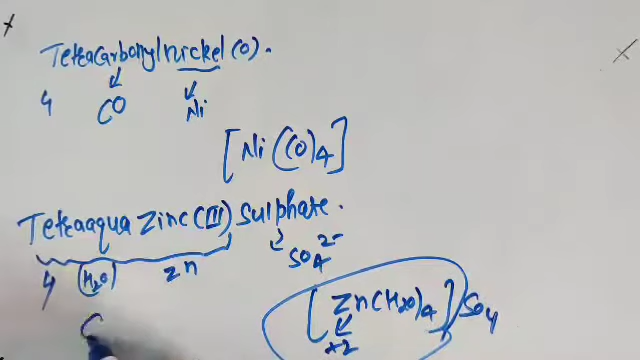 Tetracarbonylnickel(0).
4 CO Ni
[Ni(CO)4]
Tetraaqua Zinc(III) Sulphate.
4 (H2O) Zn SO4 2-
[Zn(H2O)4]SO4
+2